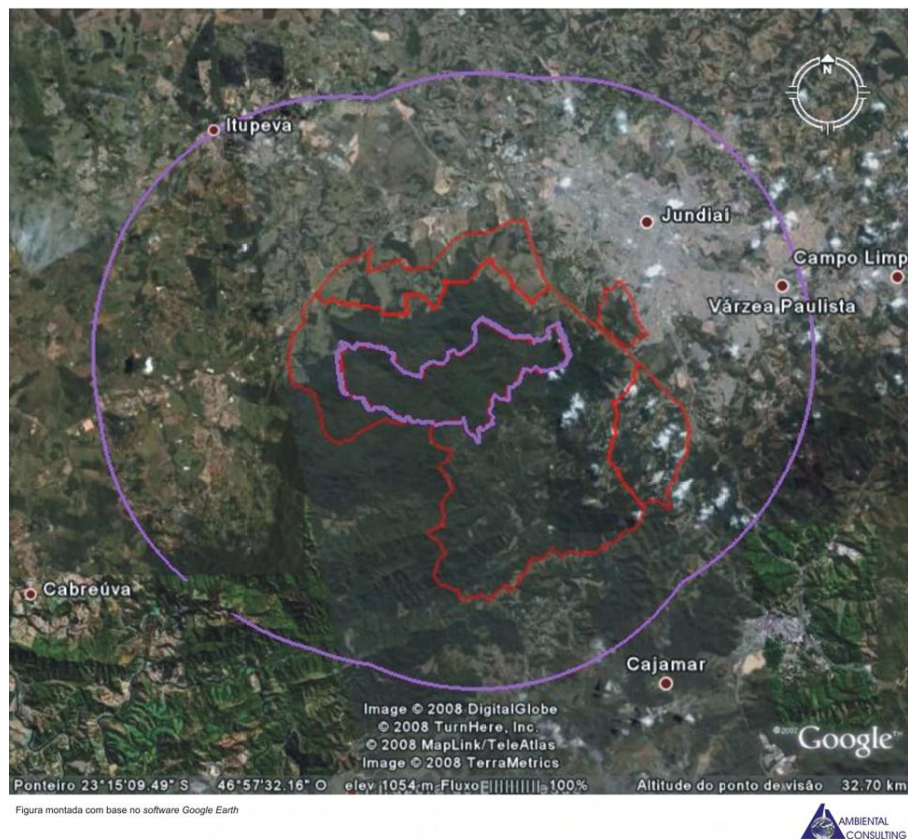 N
Itupeva
Jundiaí
Campo Limp
Várzea Paulista
Cabreúva
Cajamar
Image © 2008 DigitalGlobe
© 2008 TurnHere, Inc.
© 2008 MapLink/TeleAtlas
Image © 2008 TerraMetrics
©2007 Google™
Ponteiro 23°15'09.49" S 46°57'32.16" O elev 1054 m Fluxo 100% Altitude do ponto de visão 32.70 km
Figura montada com base no software Google Earth
AMBIENTAL
CONSULTING